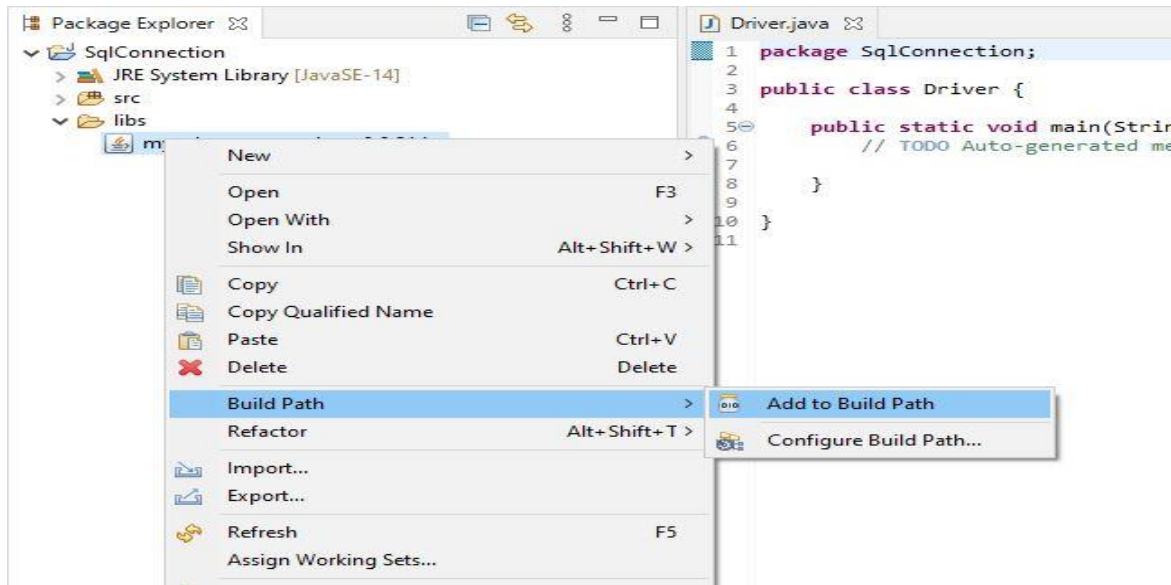 Package Explorer
SqlConnection
JRE System Library [JavaSE-14]
src
libs
New
Open F3
Open With
Show In Alt+Shift+W
Copy Ctrl+C
Copy Qualified Name
Paste Ctrl+V
Delete Delete
Build Path
Refactor Alt+Shift+T
Import...
Export...
Refresh F5
Assign Working Sets...
Add to Build Path
Configure Build Path...
Driver.java
1 package SqlConnection;
2
3 public class Driver {
4
5 public static void main(Strin
6 // TODO Auto-generated me
7
8 }
9
10 }
11